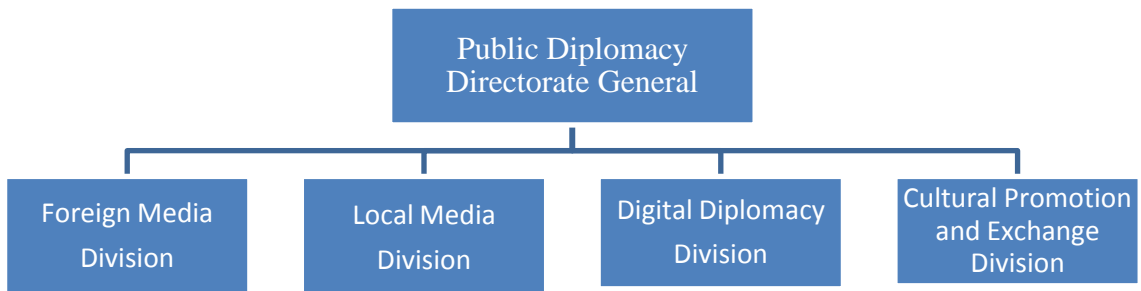 Public Diplomacy
Directorate General
Foreign Media
Division
Local Media
Division
Digital Diplomacy
Division
Cultural Promotion
and Exchange
Division